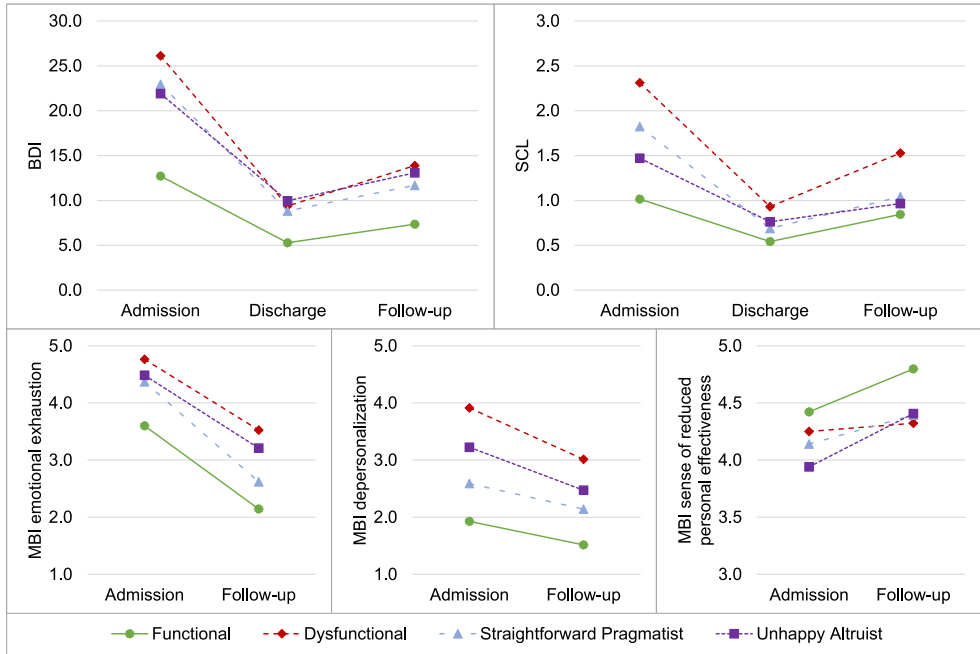 BDI
30.0
25.0
20.0
15.0
10.0
5.0
0.0
Admission Discharge Follow-up
SCL
3.0
2.5
2.0
1.5
1.0
0.5
0.0
Admission Discharge Follow-up
MBI emotional exhaustion
5.0
4.0
3.0
2.0
1.0
Admission Follow-up
MBI depersonalization
5.0
4.0
3.0
2.0
1.0
Admission Follow-up
MBI sense of reduced
personal effectiveness
5.0
4.5
4.0
3.5
3.0
Admission Follow-up
Functional Dysfunctional Straightforward Pragmatist Unhappy Altruist